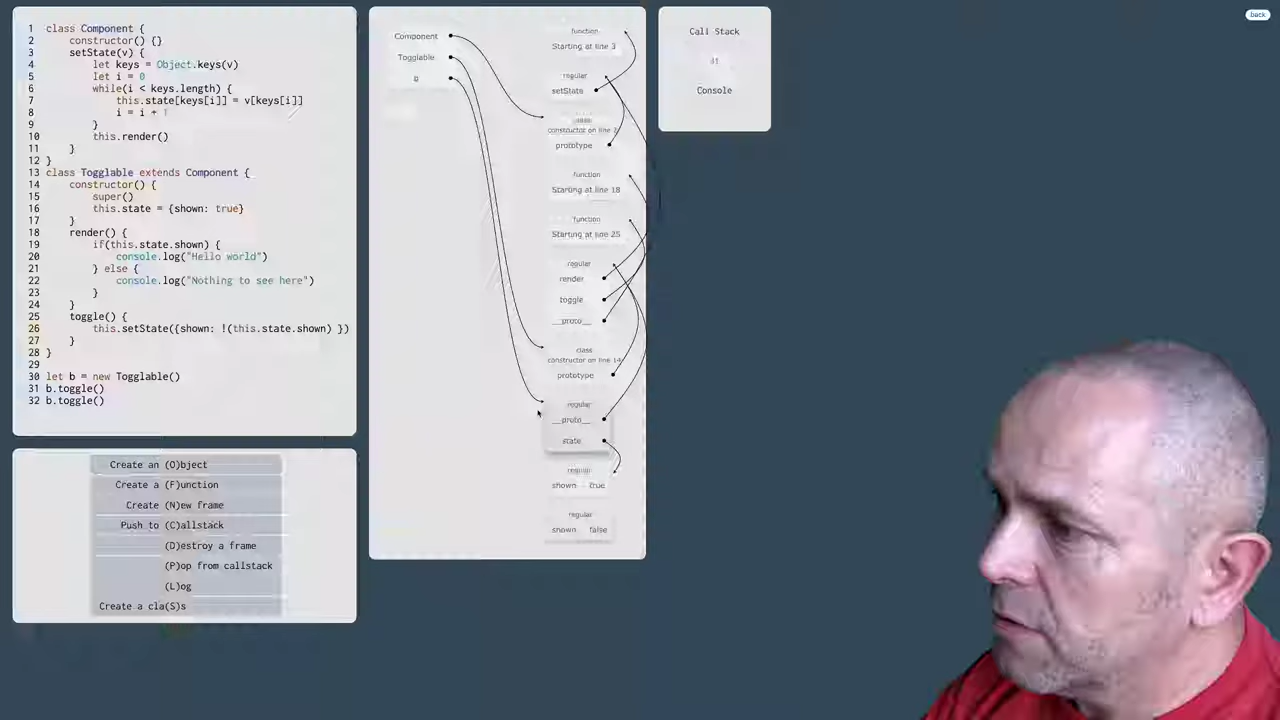 1 class Component {
2 constructor() {}
3 setState(v) {
4 let keys = Object.keys(v)
5 let i = 0
6 while(i < keys.length) {
7 this.state[keys[i]] = v[keys[i]]
8 i = i + 1
9 }
10 this.render()
11 }
12 }
13 class Togglable extends Component {
14 constructor() {
15 super()
16 this.state = {shown: true}
17 }
18 render() {
19 if(this.state.shown) {
20 console.log("Hello world")
21 } else {
22 console.log("Nothing to see here")
23 }
24 }
25 toggle() {
26 this.setState({shown: !(this.state.shown) })
27 }
28 }
29
30 let b = new Togglable()
31 b.toggle()
32 b.toggle()
Create an (O)bject
Create a (F)unction
Create (N)ew frame
Push to (C)allstack
(D)estroy a frame
(P)op from callstack
(L)og
Create a cla(S)s
Component
Togglable
function
Starting at line 3
regular
setState
constructor on line 2
prototype
function
Starting at line 18
function
Starting at line 25
regular
render
toggle
__proto__
class
constructor on line 14
prototype
regular
__proto__
state
regular
shown true
regular
shown false
Call Stack
Console
back